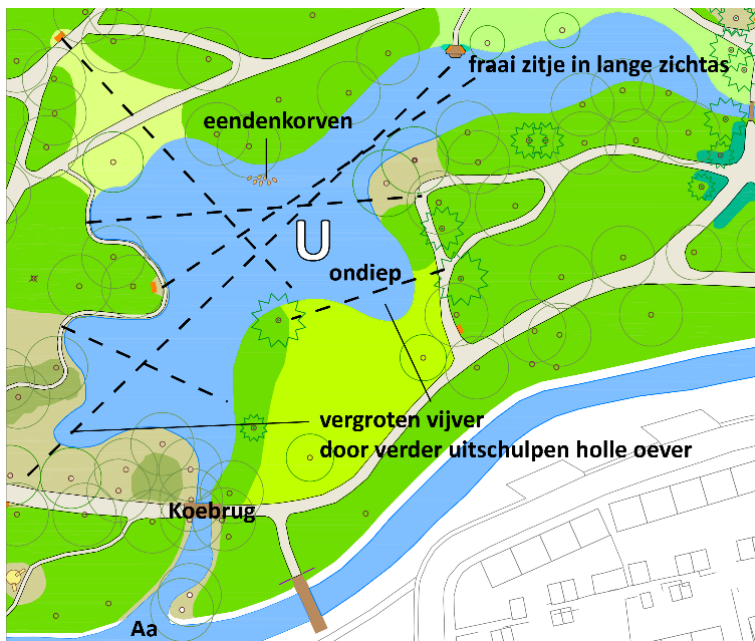 fraai zitje in lange zichtas
eendenkorven
U
ondiep
vergroten vijver
door verder uitschulpen holle oever
Koebrug
Aa